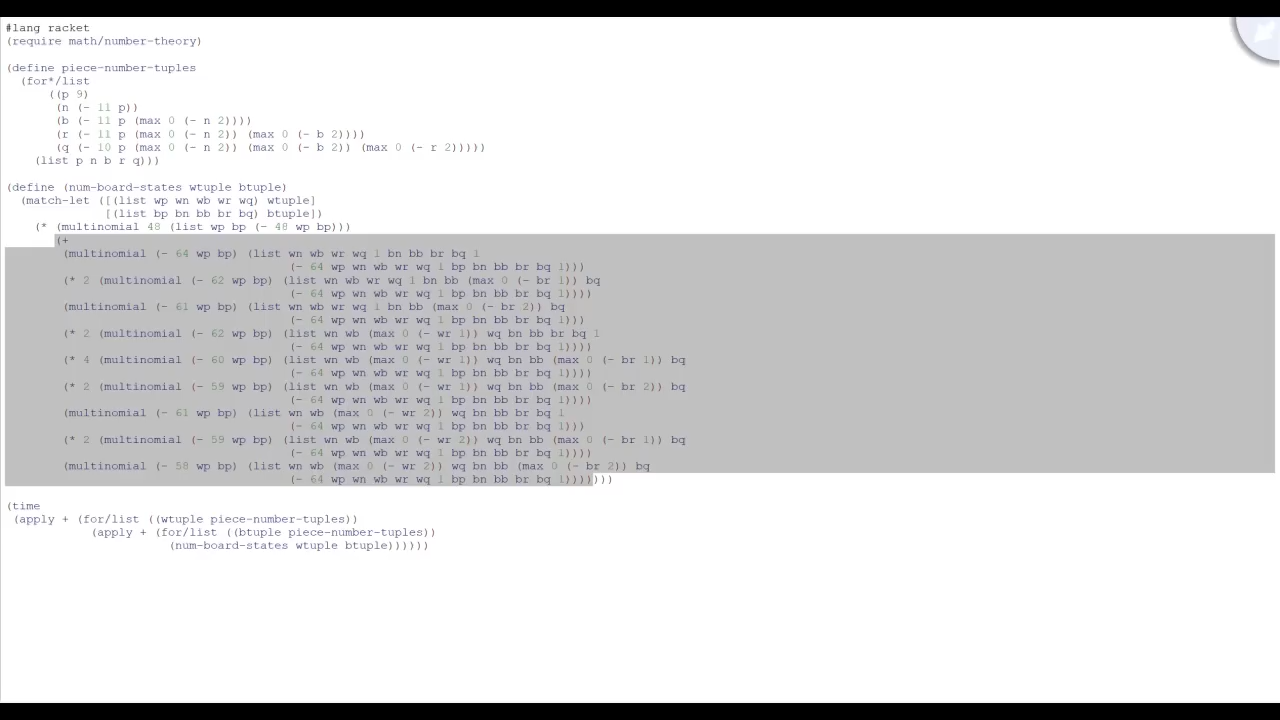 #lang racket
(require math/number-theory)
(define piece-number-tuples
(for*/list
((p 9)
(n (- 11 p))
(b (- 11 p (max 0 (- n 2))))
(r (- 11 p (max 0 (- n 2)) (max 0 (- b 2))))
(q (- 10 p (max 0 (- n 2)) (max 0 (- b 2)) (max 0 (- r 2)))))
(list p n b r q)))
(define (num-board-states wtuple btuple)
(match-let ([(list wp wn wb wr wq) wtuple]
[(list bp bn bb br bq) btuple])
(* (multinomial 48 (list wp bp (- 48 wp bp)))
(+
(multinomial (- 64 wp bp) (list wn wb wr wq 1 bn bb br bq 1
(- 64 wp wn wb wr wq 1 bp bn bb br bq 1)))
(* 2 (multinomial (- 62 wp bp) (list wn wb wr wq 1 bn bb (max 0 (- br 1)) bq
(- 64 wp wn wb wr wq 1 bp bn bb br bq 1))))
(multinomial (- 61 wp bp) (list wn wb wr wq 1 bn bb (max 0 (- br 2)) bq
(- 64 wp wn wb wr wq 1 bp bn bb br bq 1)))
(* 2 (multinomial (- 62 wp bp) (list wn wb (max 0 (- wr 1)) wq bn bb br bq 1
(- 64 wp wn wb wr wq 1 bp bn bb br bq 1))))
(* 4 (multinomial (- 60 wp bp) (list wn wb (max 0 (- wr 1)) wq bn bb (max 0 (- br 1)) bq
(- 64 wp wn wb wr wq 1 bp bn bb br bq 1))))
(* 2 (multinomial (- 59 wp bp) (list wn wb (max 0 (- wr 1)) wq bn bb (max 0 (- br 2)) bq
(- 64 wp wn wb wr wq 1 bp bn bb br bq 1))))
(multinomial (- 61 wp bp) (list wn wb (max 0 (- wr 2)) wq bn bb br bq 1
(- 64 wp wn wb wr wq 1 bp bn bb br bq 1)))
(* 2 (multinomial (- 59 wp bp) (list wn wb (max 0 (- wr 2)) wq bn bb (max 0 (- br 1)) bq
(- 64 wp wn wb wr wq 1 bp bn bb br bq 1))))
(multinomial (- 58 wp bp) (list wn wb (max 0 (- wr 2)) wq bn bb (max 0 (- br 2)) bq
(- 64 wp wn wb wr wq 1 bp bn bb br bq 1)))))))
(time
(apply + (for/list ((wtuple piece-number-tuples))
(apply + (for/list ((btuple piece-number-tuples))
(num-board-states wtuple btuple))))))